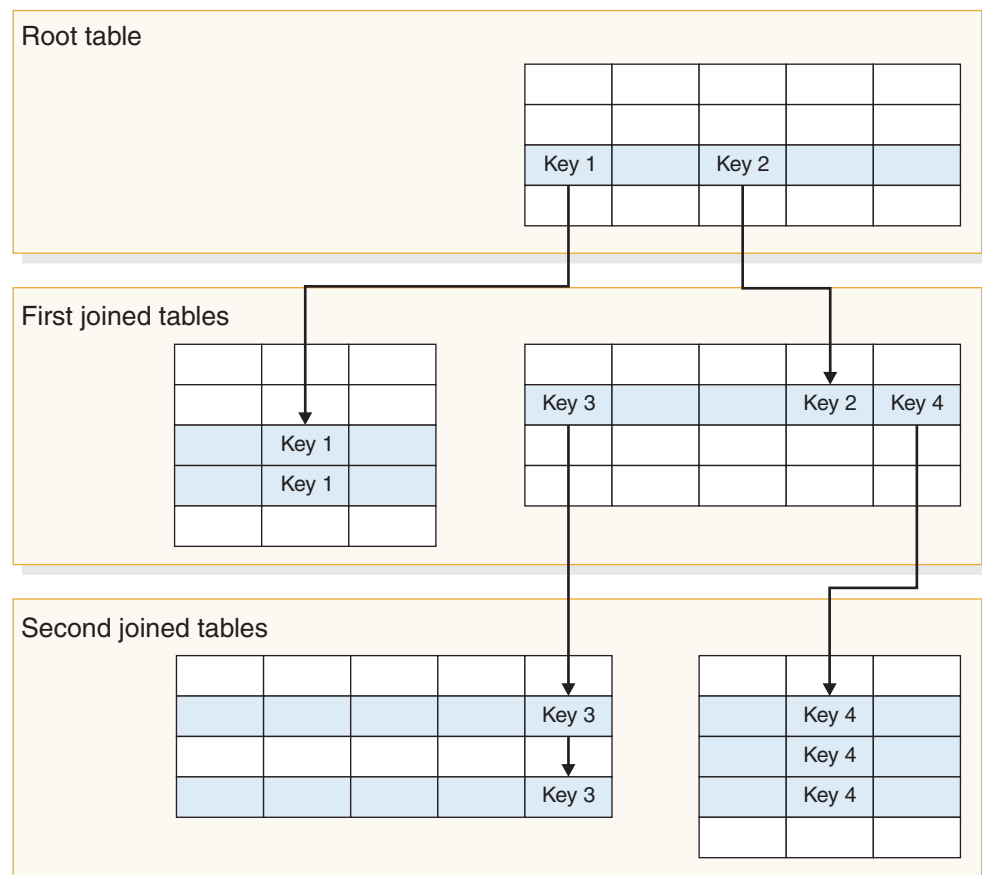 Root table
Key 1 Key 2
First joined tables
Key 3 Key 2 Key 4
Key 1
Key 1
Second joined tables
Key 3 Key 4
Key 4
Key 3 Key 4